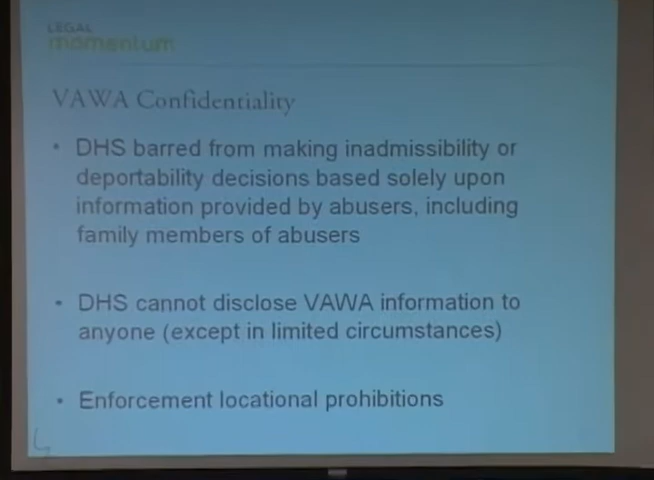 LEGAL
momentum
VAWA Confidentiality
• DHS barred from making inadmissibility or
deportability decisions based solely upon
information provided by abusers, including
family members of abusers
• DHS cannot disclose VAWA information to
anyone (except in limited circumstances)
• Enforcement locational prohibitions